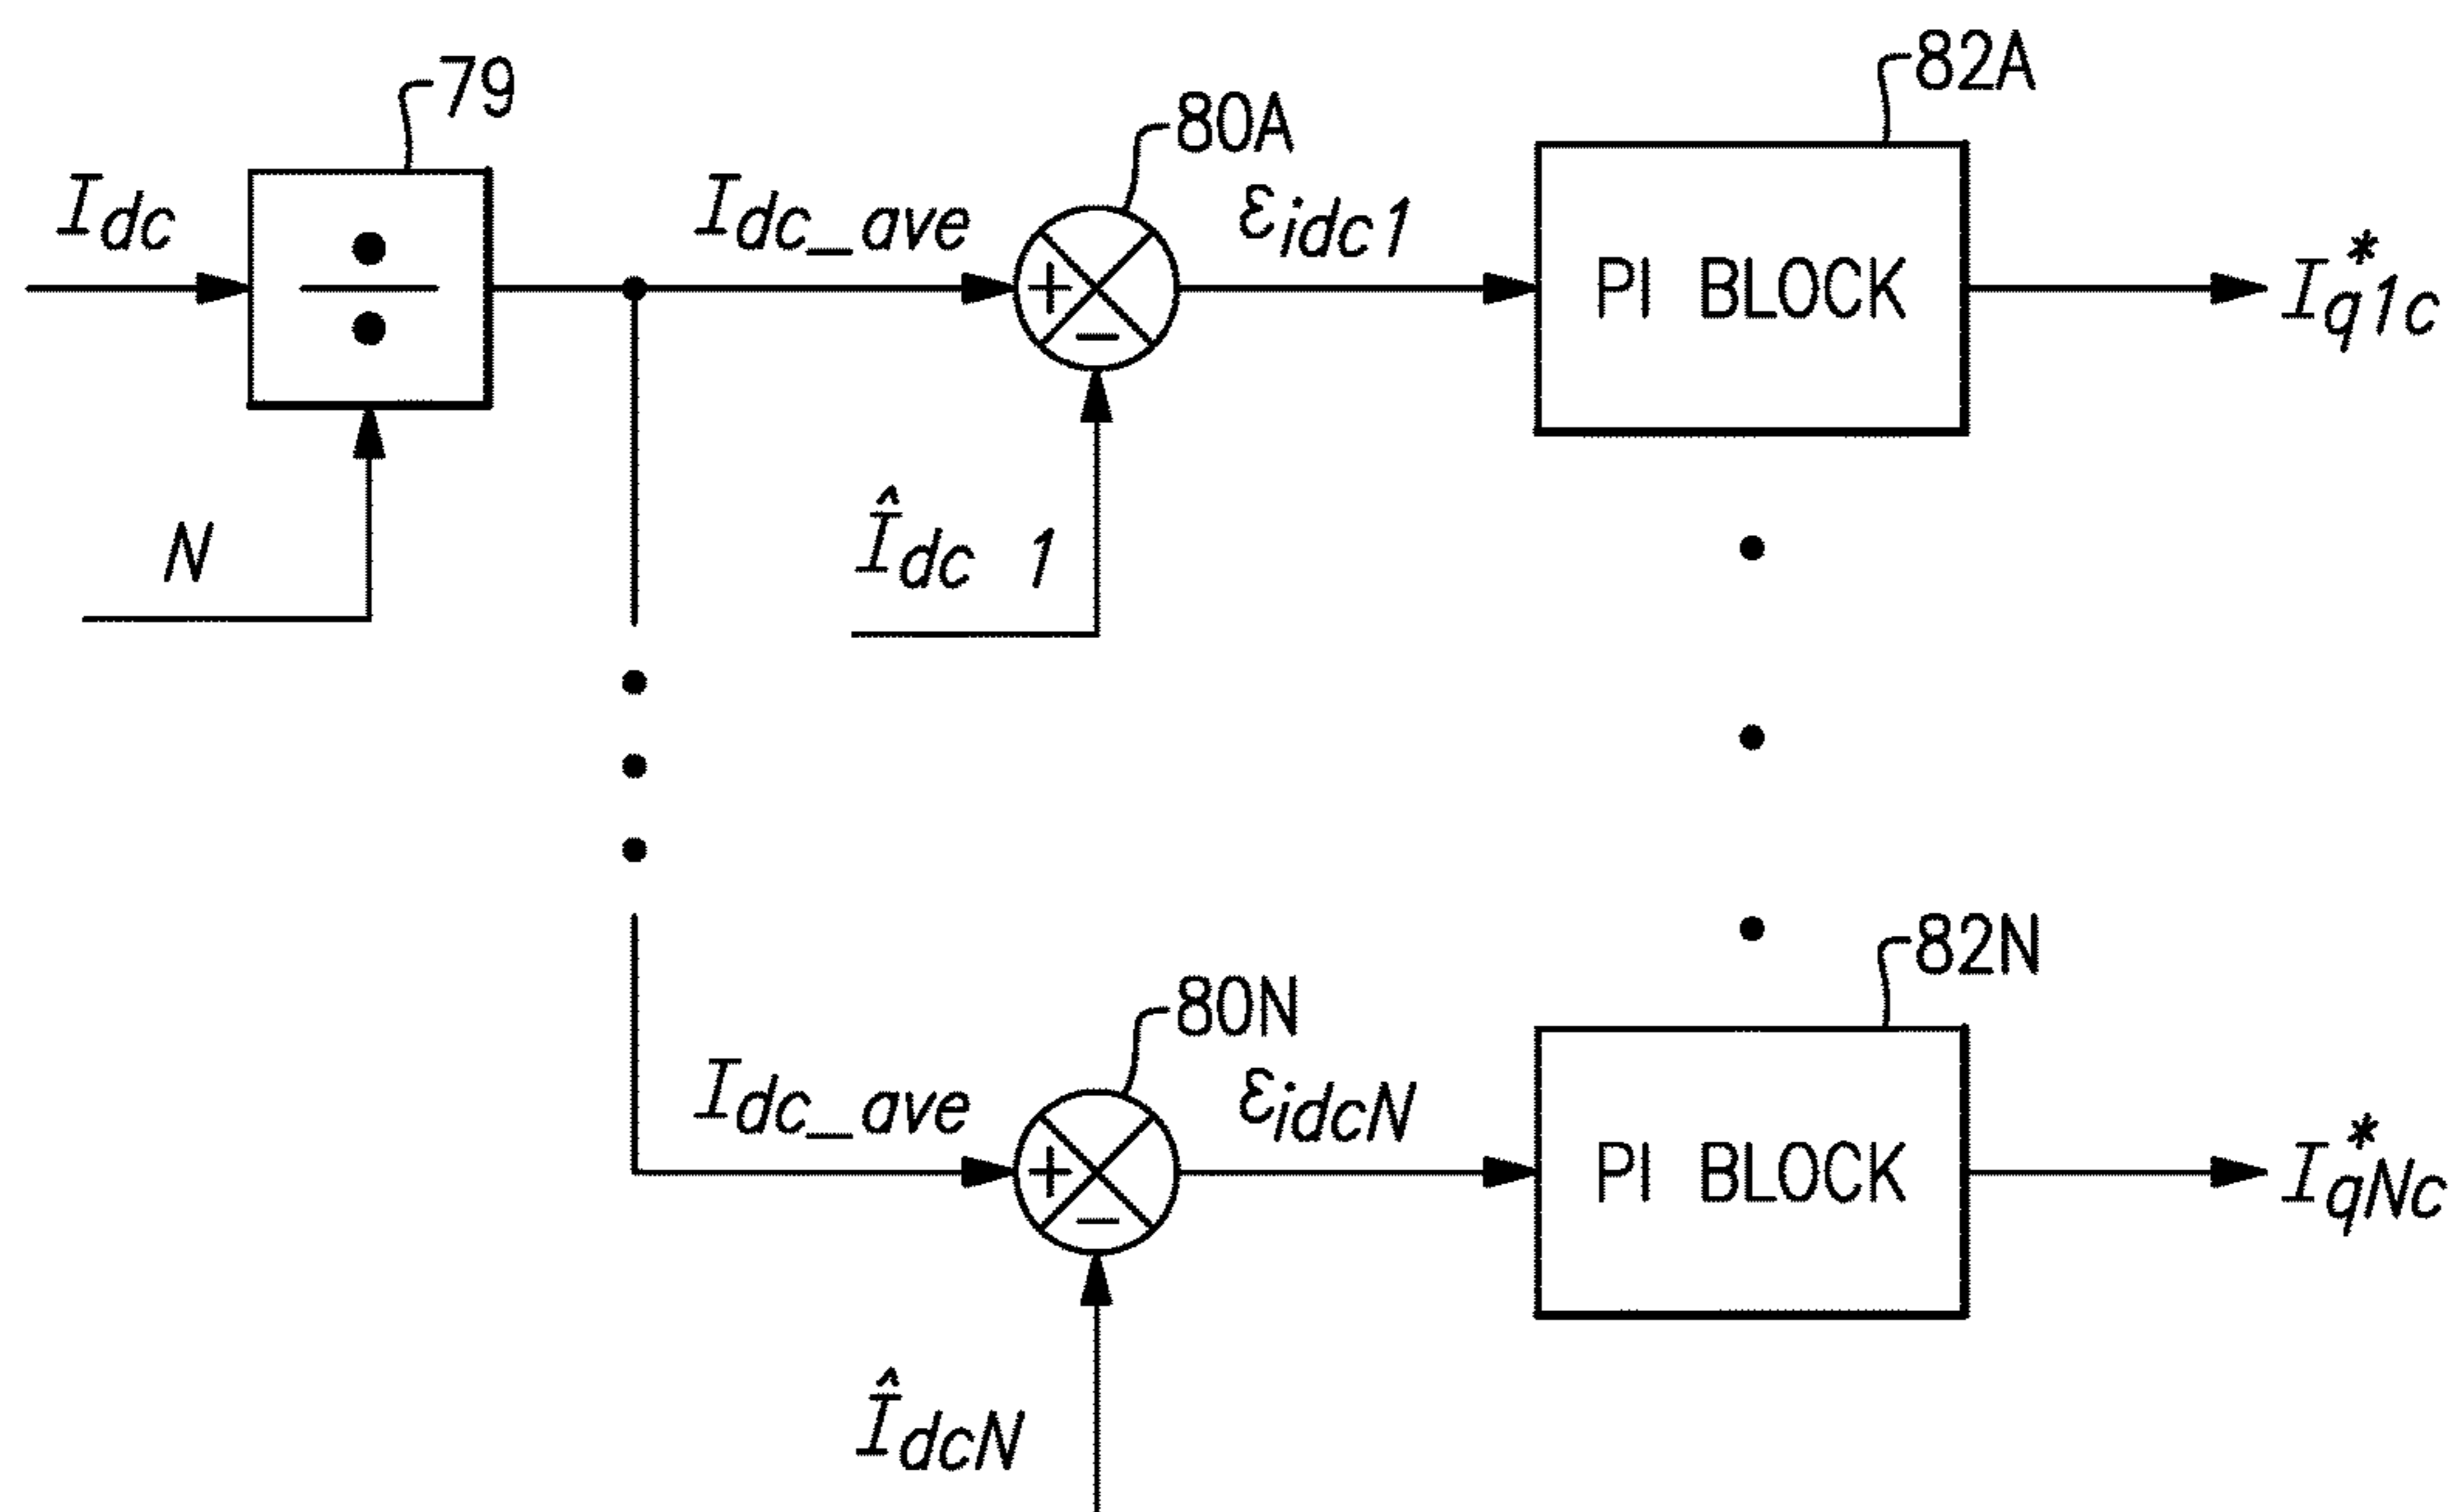 79
82A
80A
I_dc
I_dc_ave
ε_idc1
÷
+
−
PI BLOCK
I*_q1c
N
Î_dc 1
82N
80N
I_dc_ave
ε_idcN
+
−
PI BLOCK
I*_qNc
Î_dcN